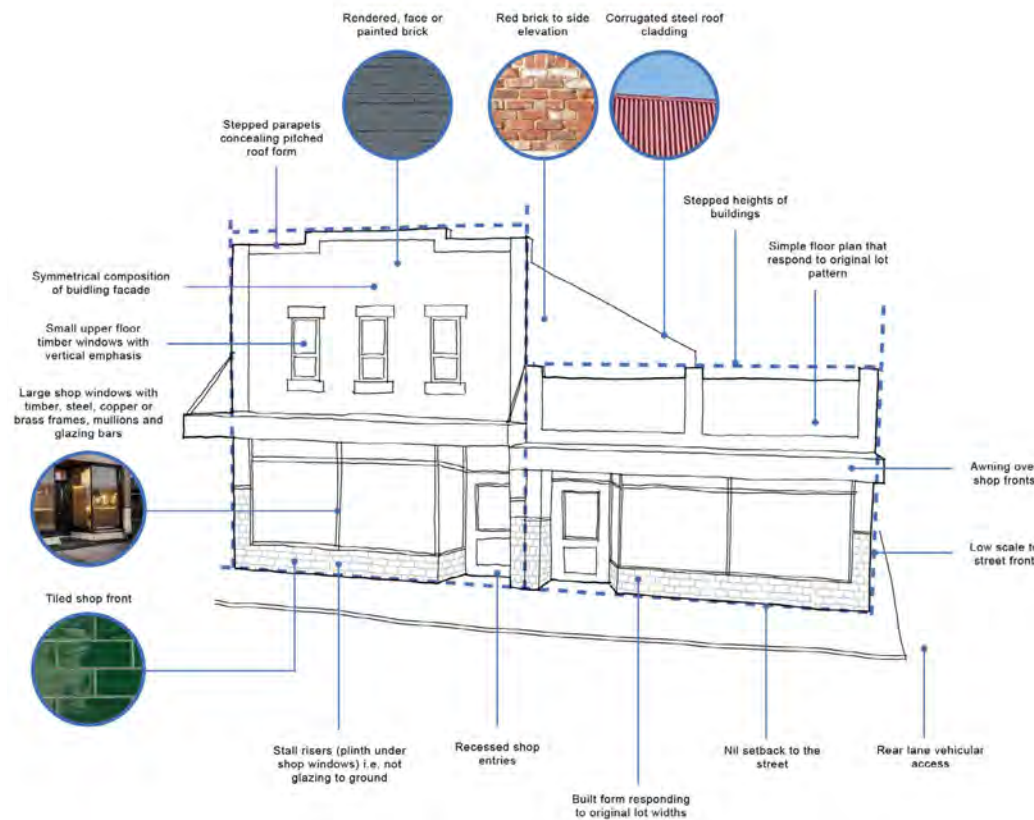 Rendered, face or
painted brick
Red brick to side
elevation
Corrugated steel roof
cladding
Stepped parapets
concealing pitched
roof form
Stepped heights of
buildings
Simple floor plan that
respond to original lot
pattern
Symmetrical composition
of buidling facade
Small upper floor
timber windows with
vertical emphasis
Large shop windows with
timber, steel, copper or
brass frames, mullions and
glazing bars
Awning ove
shop fronts
Low scale to
street front
Tiled shop front
Stall risers (plinth under
shop windows) i.e. not
glazing to ground
Recessed shop
entries
Nil setback to the
street
Rear lane vehicular
access
Built form responding
to original lot widths